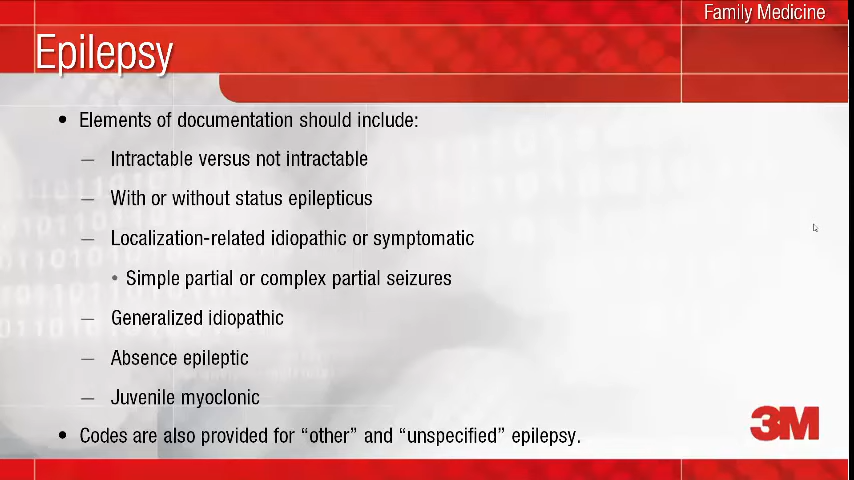 Family Medicine
Epilepsy
• Elements of documentation should include:
— Intractable versus not intractable
— With or without status epilepticus
— Localization-related idiopathic or symptomatic
• Simple partial or complex partial seizures
— Generalized idiopathic
— Absence epileptic
— Juvenile myoclonic
• Codes are also provided for “other” and “unspecified” epilepsy.
3M